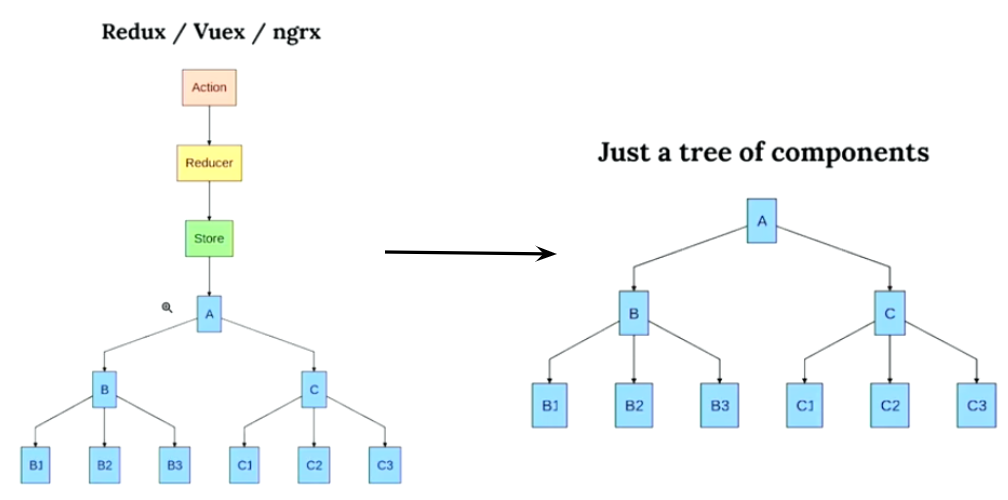 Redux / Vuex / ngrx
Action
Reducer
Store
A
B
C
B1
B2
B3
C1
C2
C3
Just a tree of components
A
B
C
B1
B2
B3
C1
C2
C3